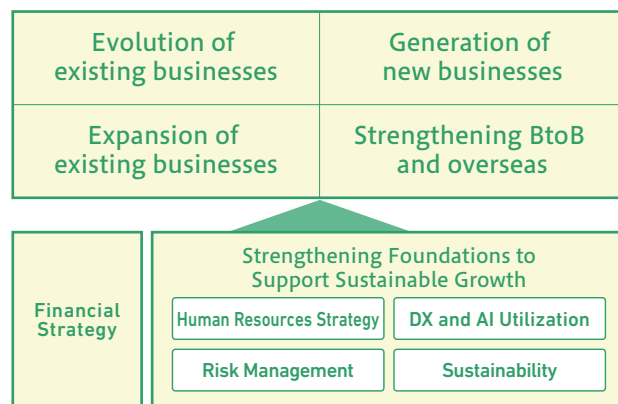 Evolution of
existing businesses
Generation of
new businesses
Expansion of
existing businesses
Strengthening BtoB
and overseas
Financial
Strategy
Strengthening Foundations to
Support Sustainable Growth
Human Resources Strategy
DX and AI Utilization
Risk Management
Sustainability